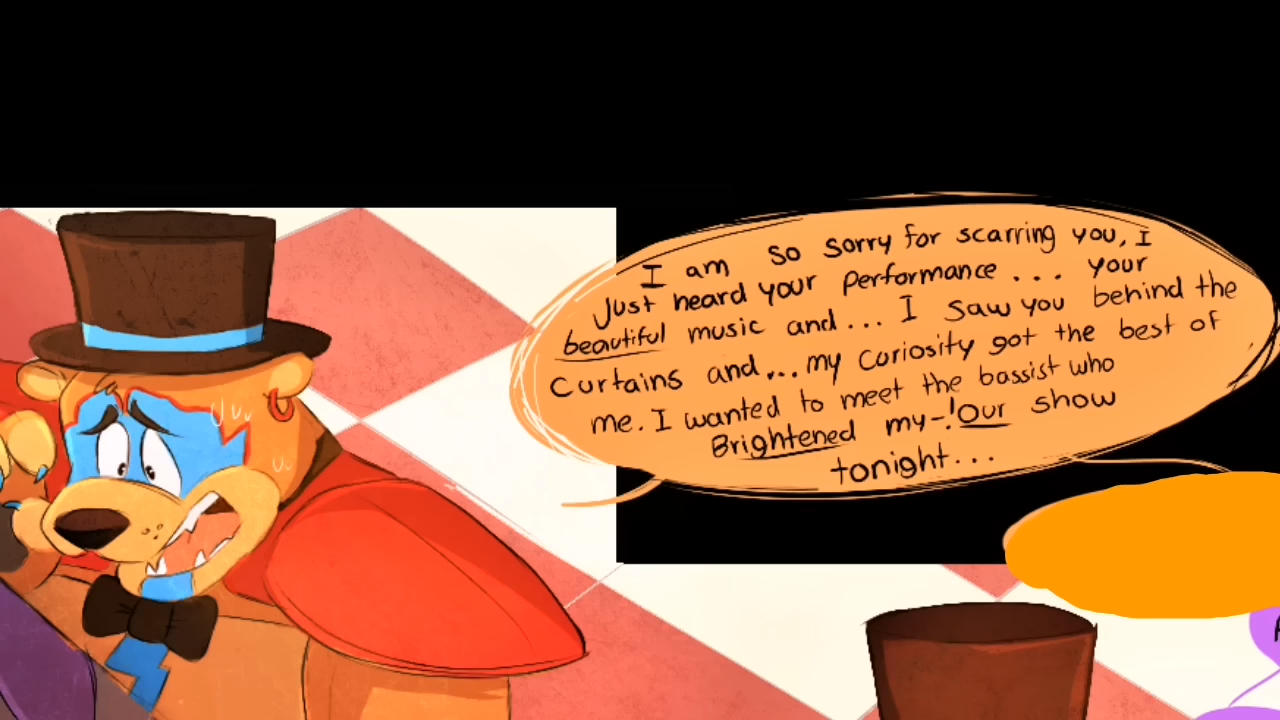 I am so sorry for scarring you, I
Just heard your performance... your
beautiful music and... I saw you behind the
curtains and... my curiosity got the best of
me. I wanted to meet the bassist who
Brightened my-! Our show
tonight...